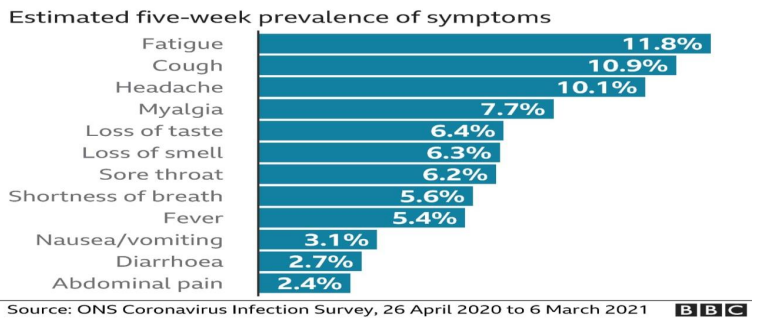 Estimated five-week prevalence of symptoms
Fatigue 11.8%
Cough 10.9%
Headache 10.1%
Myalgia 7.7%
Loss of taste 6.4%
Loss of smell 6.3%
Sore throat 6.2%
Shortness of breath 5.6%
Fever 5.4%
Nausea/vomiting 3.1%
Diarrhoea 2.7%
Abdominal pain 2.4%
Source: ONS Coronavirus Infection Survey, 26 April 2020 to 6 March 2021 BBC